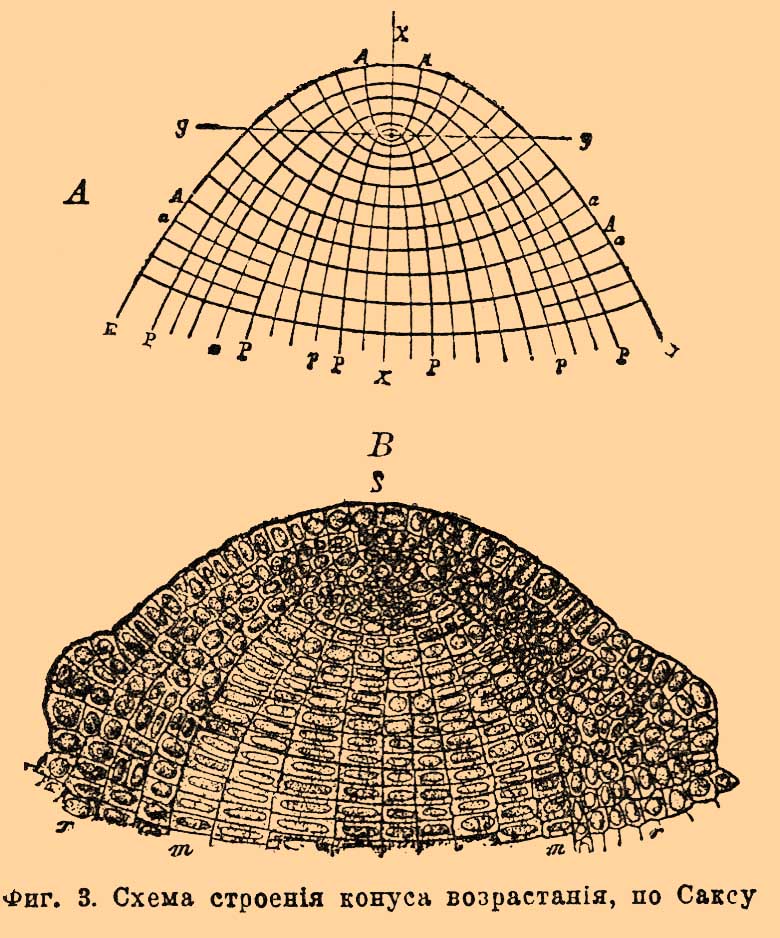 X
A A
g g
A
A a
a A
a
E P P p P X P p P
B
S
r m m r
Фиг. 3. Схема строенія конуса возрастанія, по Саксу